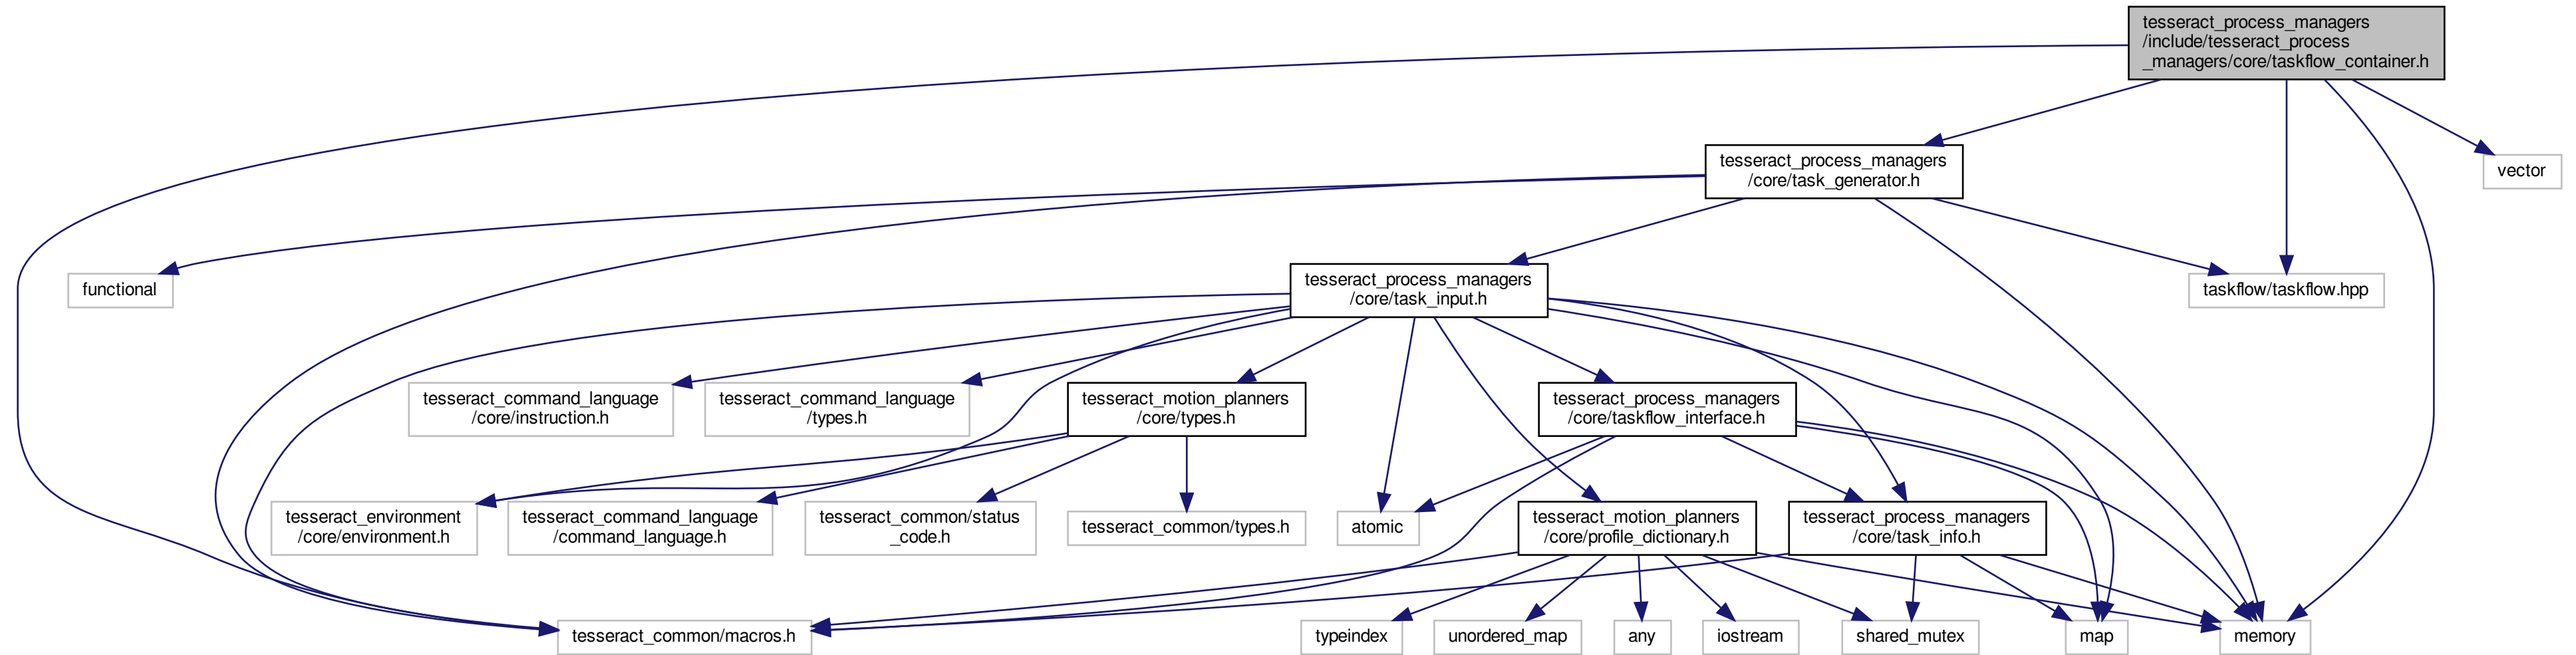 tesseract_process_managers
/include/tesseract_process
_managers/core/taskflow_container.h
tesseract_process_managers
/core/task_generator.h
vector
functional
tesseract_process_managers
/core/task_input.h
taskflow/taskflow.hpp
tesseract_command_language
/core/instruction.h
tesseract_command_language
/types.h
tesseract_motion_planners
/core/types.h
tesseract_process_managers
/core/taskflow_interface.h
tesseract_environment
/core/environment.h
tesseract_command_language
/command_language.h
tesseract_common/status
_code.h
tesseract_common/types.h
atomic
tesseract_motion_planners
/core/profile_dictionary.h
tesseract_process_managers
/core/task_info.h
tesseract_common/macros.h
typeindex
unordered_map
any
iostream
shared_mutex
map
memory